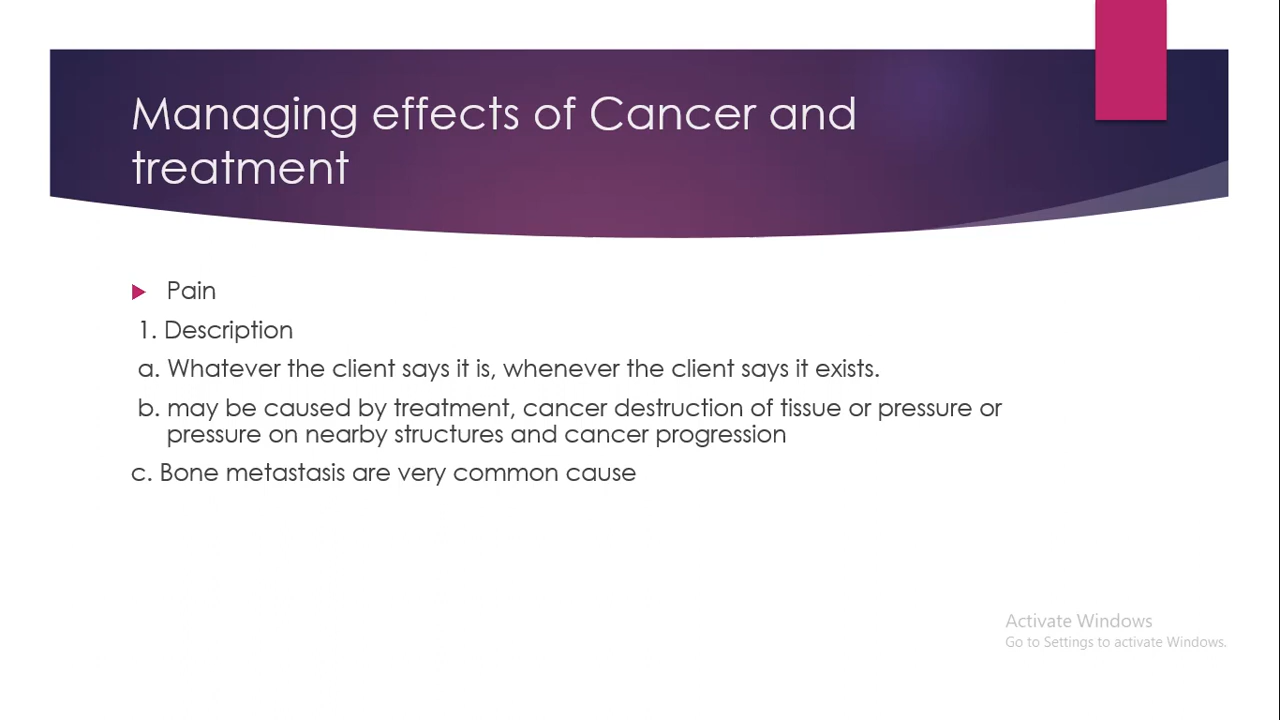 Managing effects of Cancer and
treatment
Pain
1. Description
a. Whatever the client says it is, whenever the client says it exists.
b. may be caused by treatment, cancer destruction of tissue or pressure or
pressure on nearby structures and cancer progression
c. Bone metastasis are very common cause
Activate Windows
Go to Settings to activate Windows.